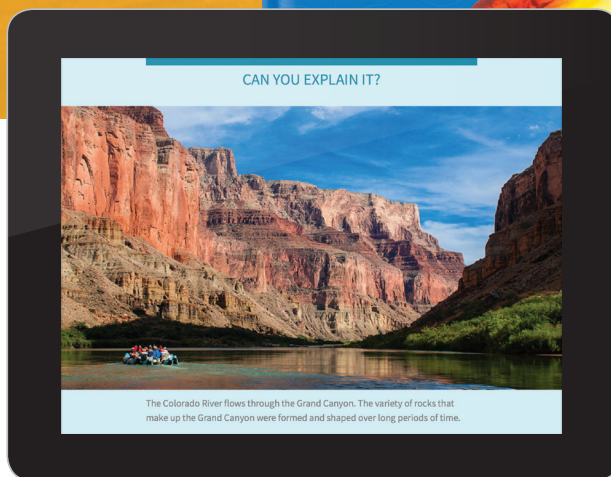 CAN YOU EXPLAIN IT?
The Colorado River flows through the Grand Canyon. The variety of rocks that
make up the Grand Canyon were formed and shaped over long periods of time.